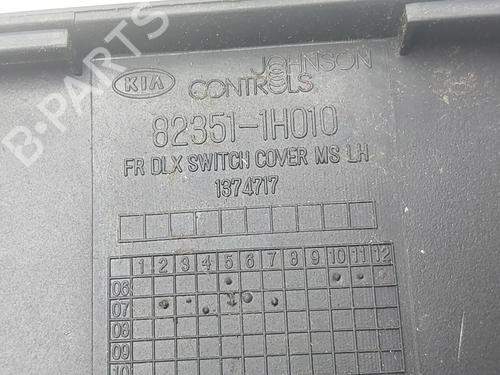 KIA
JOHNSON
CONTROLS
82351-1H010
FR DLX SWITCH COVER MS LH
1374717
1 2 3 4 5 6 7 8 9 10 11 12
06
07
08
09
10
B-PARTS